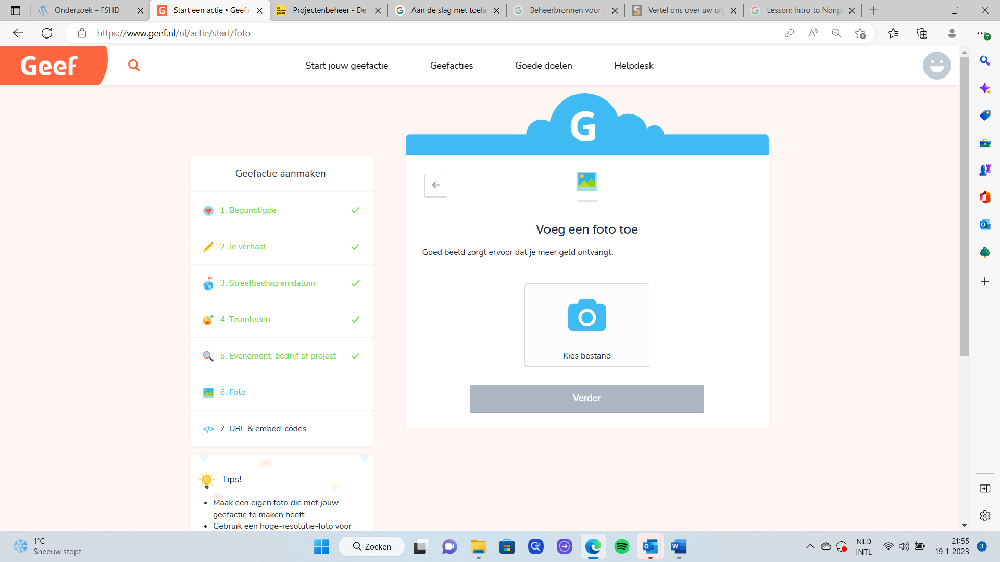 Onderzoek – FSHD
Start een actie • Geef.n
Projectenbeheer - De
Aan de slag met toela
Beheerbronnen voor n
Vertel ons over uw org
Lesson: Intro to Nonp
https://www.geef.nl/nl/actie/start/foto
Geef
Start jouw geefactie
Geefacties
Goede doelen
Helpdesk
G
Geefactie aanmaken
1. Begunstigde
2. Je verhaal
3. Streefbedrag en datum
4. Teamleden
5. Evenement, bedrijf of project
6. Foto
7. URL & embed-codes
Tips!
• Maak een eigen foto die met jouw
geefactie te maken heeft.
• Gebruik een hoge-resolutie-foto voor
Voeg een foto toe
Goed beeld zorgt ervoor dat je meer geld ontvangt.
Kies bestand
Verder
1°C
Sneeuw stopt
Zoeken
NLD
INTL
21:55
19-1-2023
3